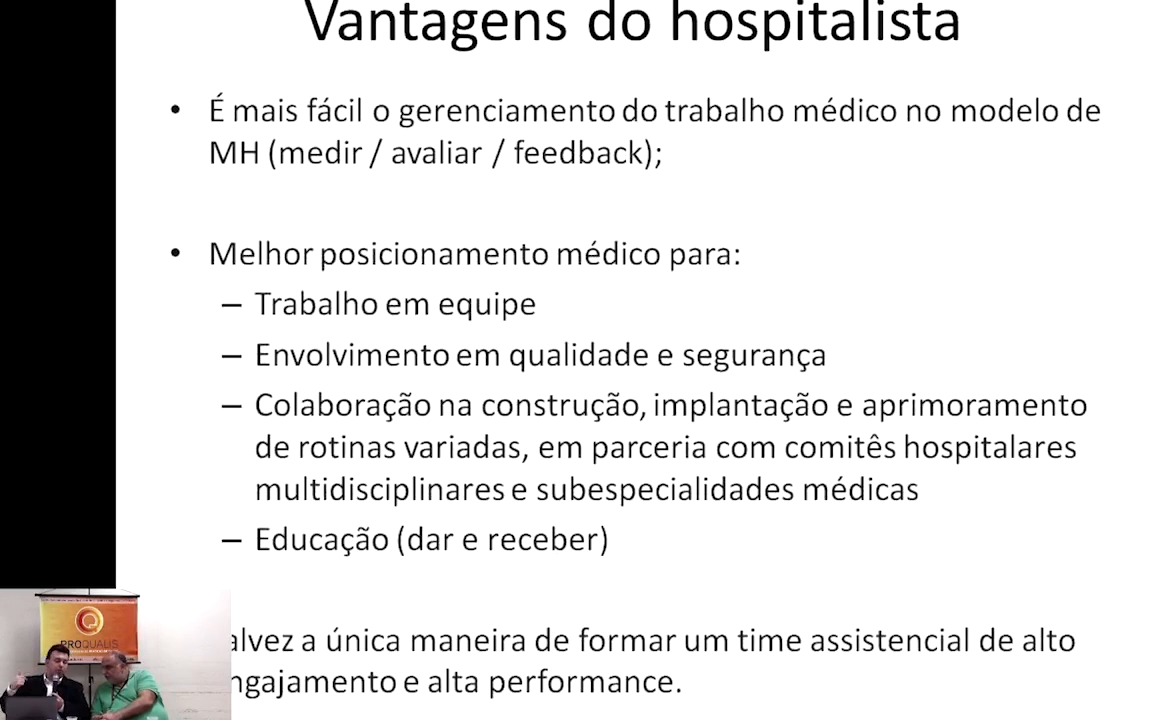 Vantagens do hospitalista
• É mais fácil o gerenciamento do trabalho médico no modelo de
MH (medir / avaliar / feedback);
• Melhor posicionamento médico para:
– Trabalho em equipe
– Envolvimento em qualidade e segurança
– Colaboração na construção, implantação e aprimoramento
de rotinas variadas, em parceria com comitês hospitalares
multidisciplinares e subespecialidades médicas
– Educação (dar e receber)
alvez a única maneira de formar um time assistencial de alto
ngajamento e alta performance.
PROQUALIS